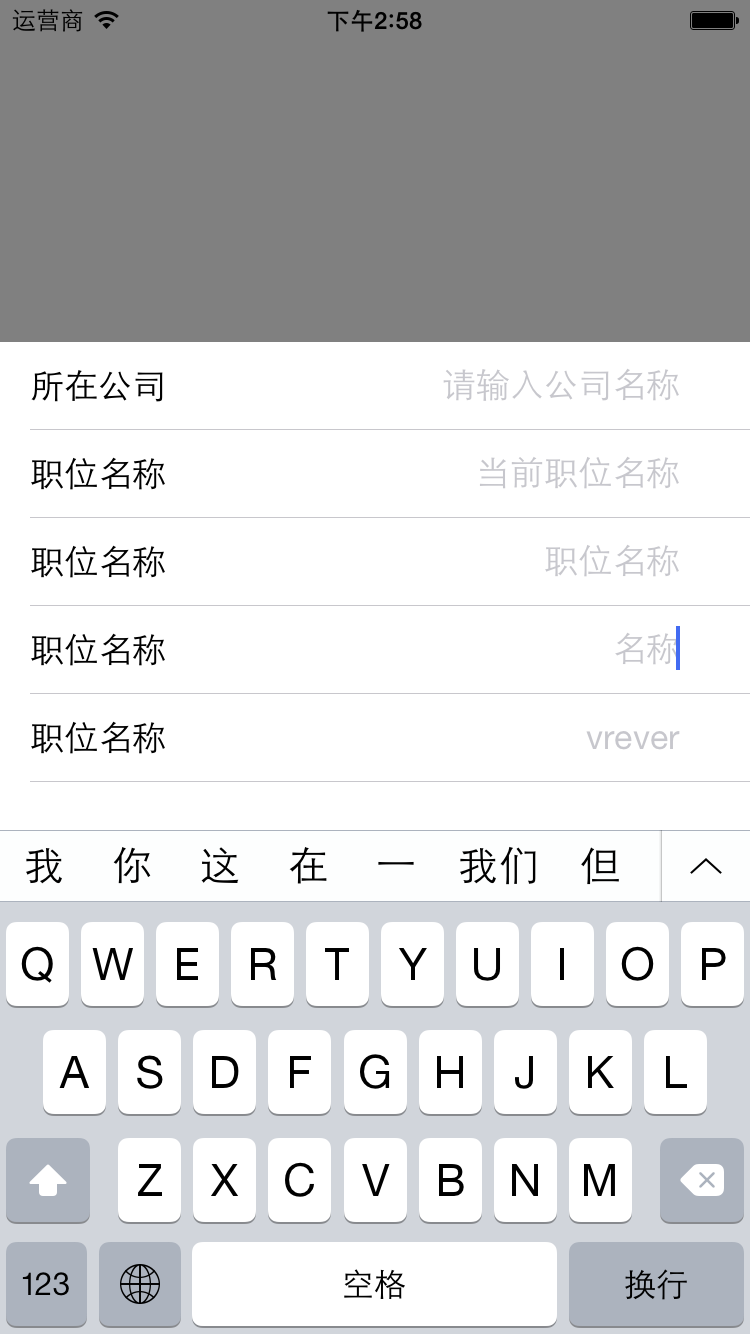 运营商 下午2:58
所在公司 请输入公司名称
职位名称 当前职位名称
职位名称 职位名称
职位名称 名称
职位名称 vrever
我 你 这 在 一 我们 但
Q W E R T Y U I O P
A S D F G H J K L
Z X C V B N M
123 空格 换行